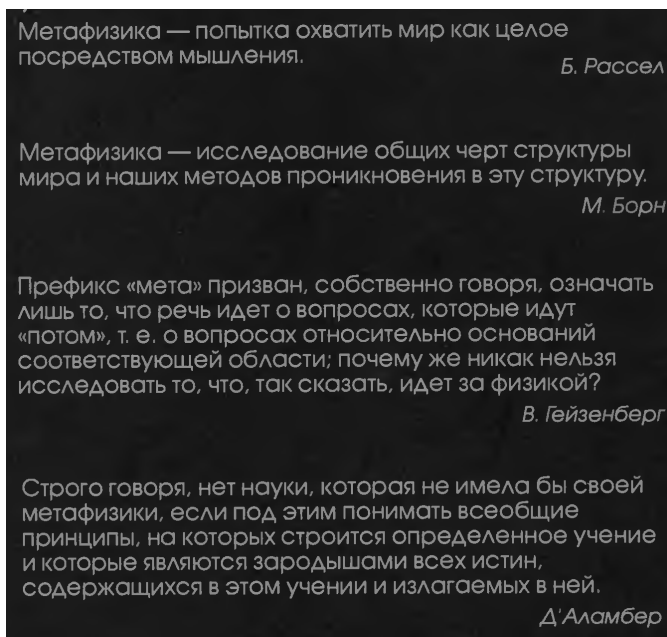 Метафизика — попытка охватить мир как целое
посредством мышления.
Б. Рассел
Метафизика — исследование общих черт структуры
мира и наших методов проникновения в эту структуру.
М. Борн
Префикс «мета» призван, собственно говоря, означать
лишь то, что речь идет о вопросах, которые идут
«потом», т. е. о вопросах относительно оснований
соответствующей области; почему же никак нельзя
исследовать то, что, так сказать, идет за физикой?
В. Гейзенберг
Строго говоря, нет науки, которая не имела бы своей
метафизики, если под этим понимать всеобщие
принципы, на которых строится определенное учение
и которые являются зародышами всех истин,
содержащихся в этом учении и излагаемых в ней.
Д'Аламбер